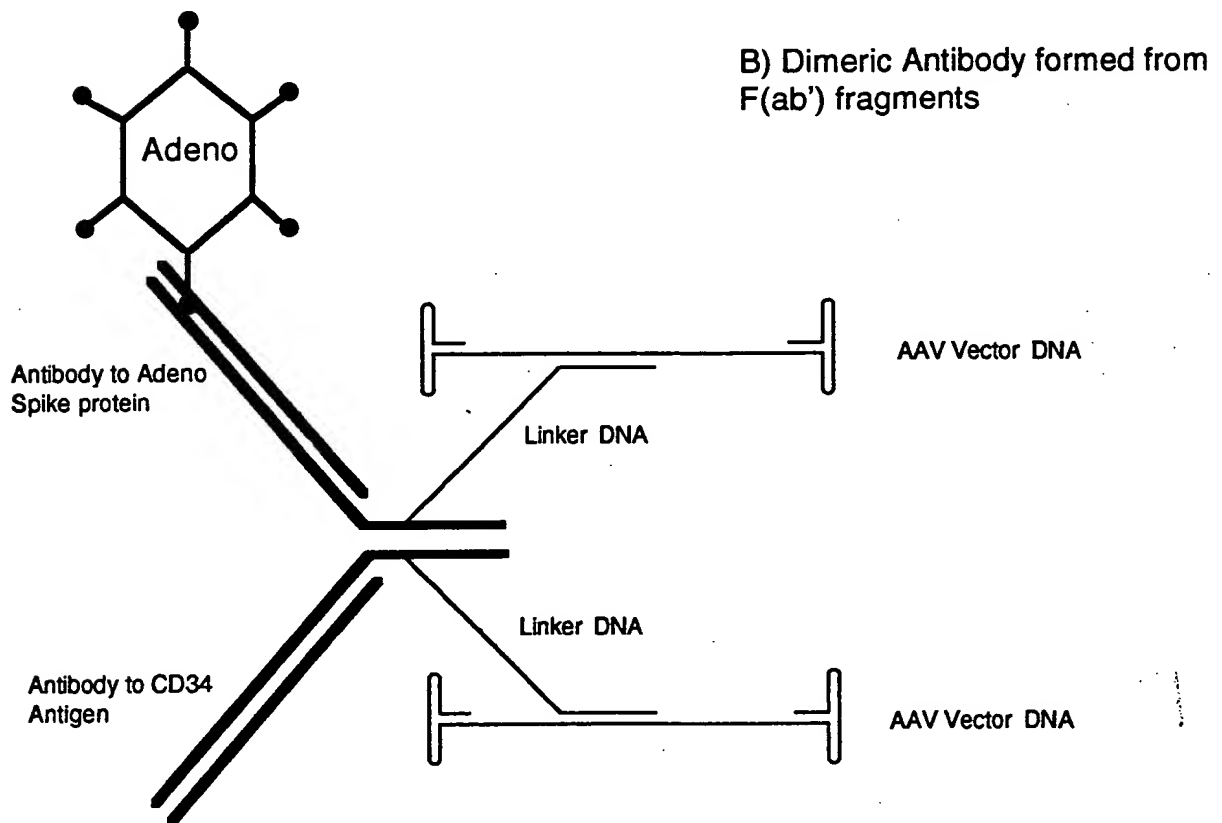 B) Dimeric Antibody formed from
F(ab') fragments
Adeno
Antibody to Adeno
Spike protein
AAV Vector DNA
Linker DNA
Linker DNA
Antibody to CD34
Antigen
AAV Vector DNA